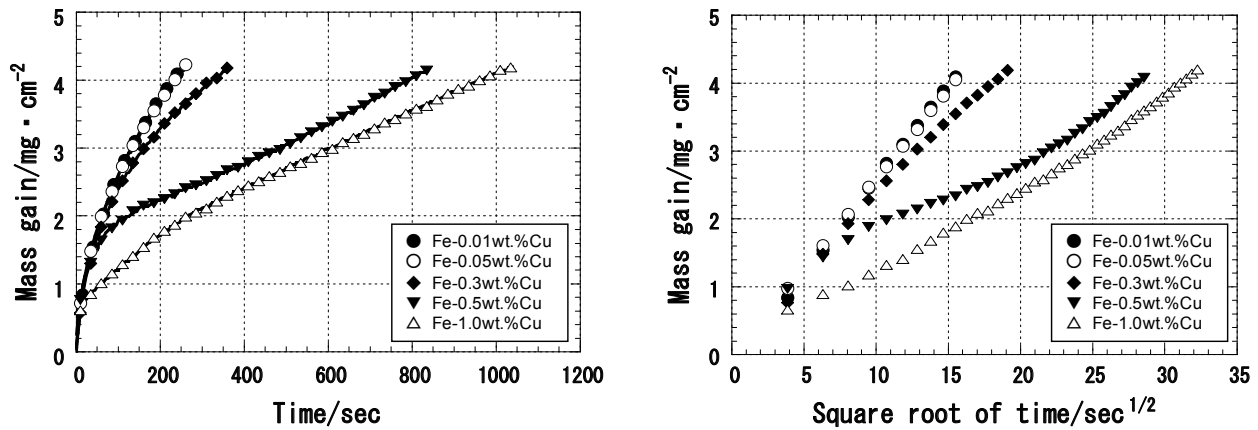 Mass gain/mg・cm-2
5
4
3
2
1
0
Fe-0.01wt.%Cu
Fe-0.05wt.%Cu
Fe-0.3wt.%Cu
Fe-0.5wt.%Cu
Fe-1.0wt.%Cu
0 200 400 600 800 1000 1200
Time/sec
Mass gain/mg・cm-2
5
4
3
2
1
0
Fe-0.01wt.%Cu
Fe-0.05wt.%Cu
Fe-0.3wt.%Cu
Fe-0.5wt.%Cu
Fe-1.0wt.%Cu
0 5 10 15 20 25 30 35
Square root of time/sec1/2